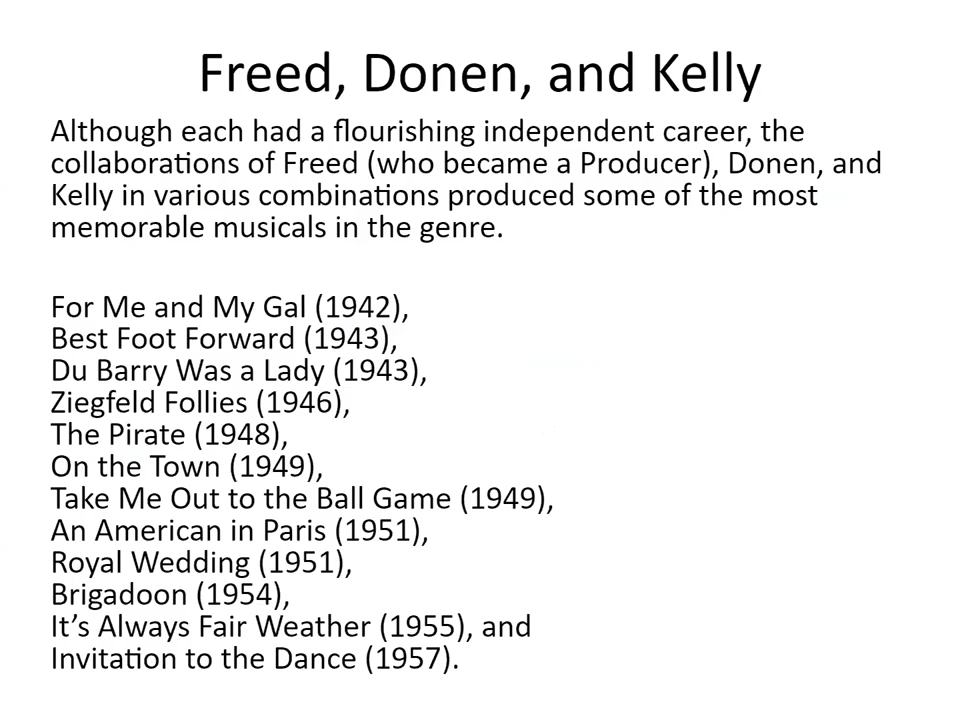 Freed, Donen, and Kelly
Although each had a flourishing independent career, the
collaborations of Freed (who became a Producer), Donen, and
Kelly in various combinations produced some of the most
memorable musicals in the genre.
For Me and My Gal (1942),
Best Foot Forward (1943),
Du Barry Was a Lady (1943),
Ziegfeld Follies (1946),
The Pirate (1948),
On the Town (1949),
Take Me Out to the Ball Game (1949),
An American in Paris (1951),
Royal Wedding (1951),
Brigadoon (1954),
It’s Always Fair Weather (1955), and
Invitation to the Dance (1957).